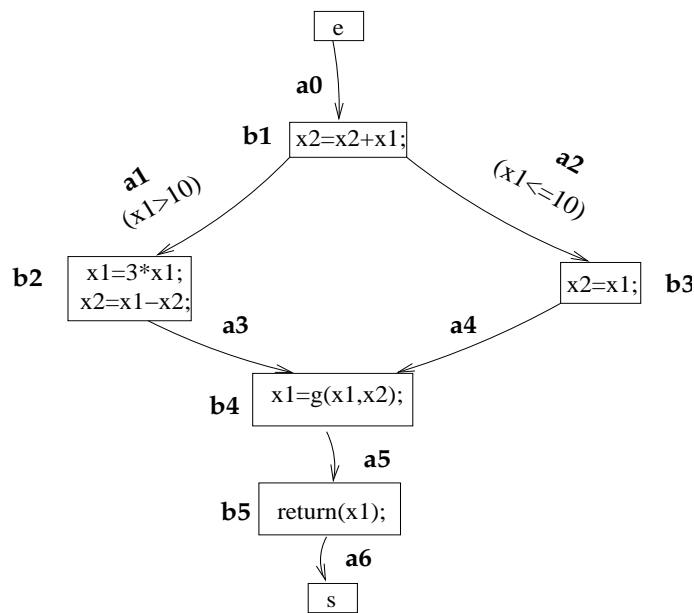 e
a0
b1
x2=x2+x1;
a1
(x1>10)
a2
(x1<=10)
b2
x1=3*x1;
x2=x1−x2;
x2=x1;
b3
a3
a4
b4
x1=g(x1,x2);
a5
b5
return(x1);
a6
s